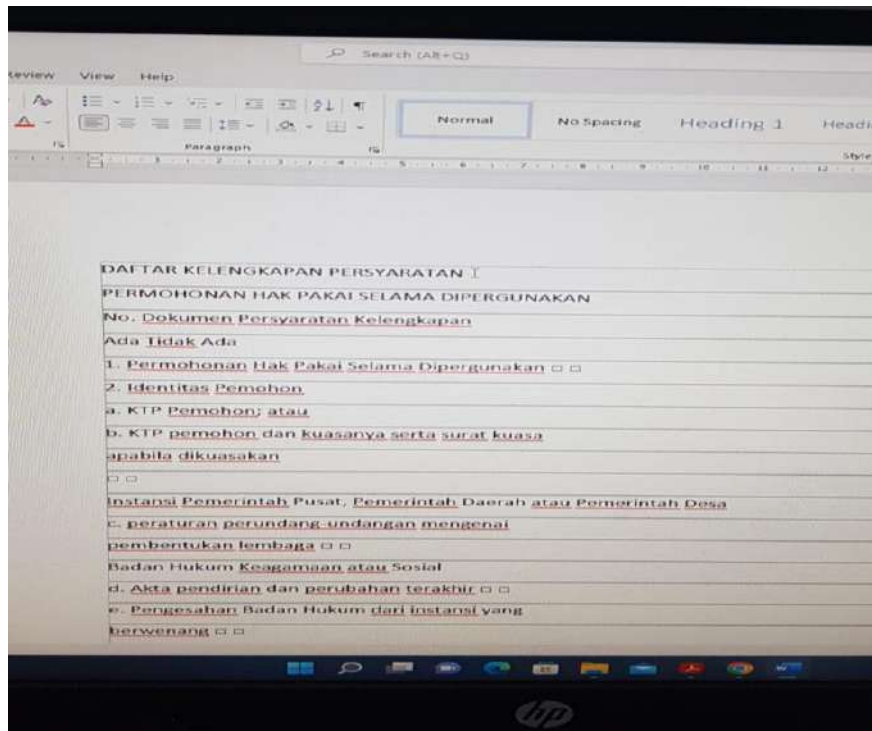 Search (Alt+Q)
View Help
Normal No Spacing Heading 1
Paragraph
DAFTAR KELENGKAPAN PERSYARATAN
PERMOHONAN HAK PAKAI SELAMA DIPERGUNAKAN
No. Dokumen Persyaratan Kelengkapan
Ada Tidak Ada
1. Permohonan Hak Pakai Selama Dipergunakan □ □
2. Identitas Pemohon
a. KTP Pemohon; atau
b. KTP pemohon dan kuasanya serta surat kuasa
apabila dikuasakan
□ □
Instansi Pemerintah Pusat, Pemerintah Daerah atau Pemerintah Desa
c. peraturan perundang-undangan mengenai
pembentukan lembaga □ □
Badan Hukum Keagamaan atau Sosial
d. Akta pendirian dan perubahan terakhir □ □
e. Pengesahan Badan Hukum dari instansi yang
berwenang □ □
hp